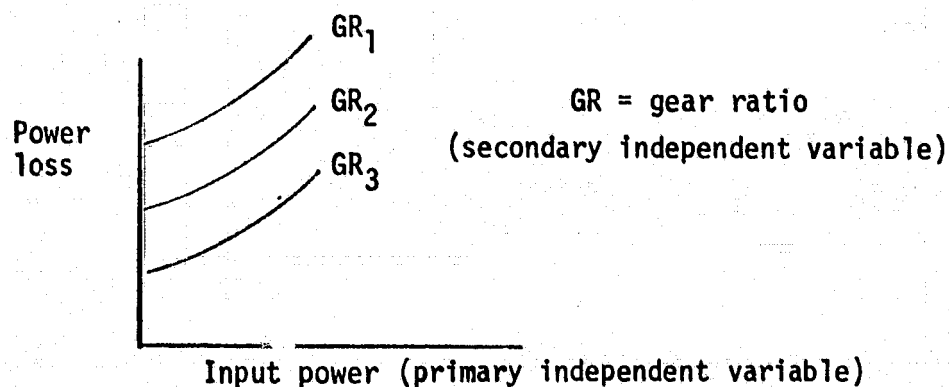 GR1
GR2
GR3
GR = gear ratio
(secondary independent variable)
Power
loss
Input power (primary independent variable)